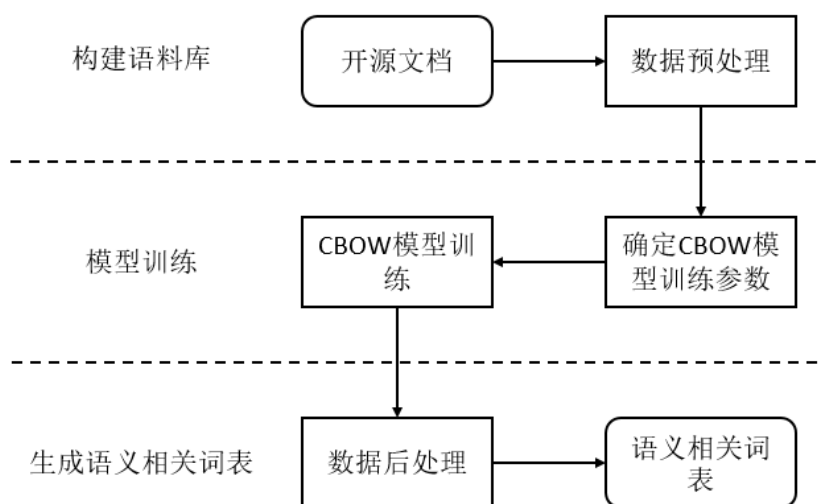 构建语料库
开源文档
数据预处理
模型训练
CBOW模型训
练
确定CBOW模
型训练参数
生成语义相关词表
数据后处理
语义相关词
表